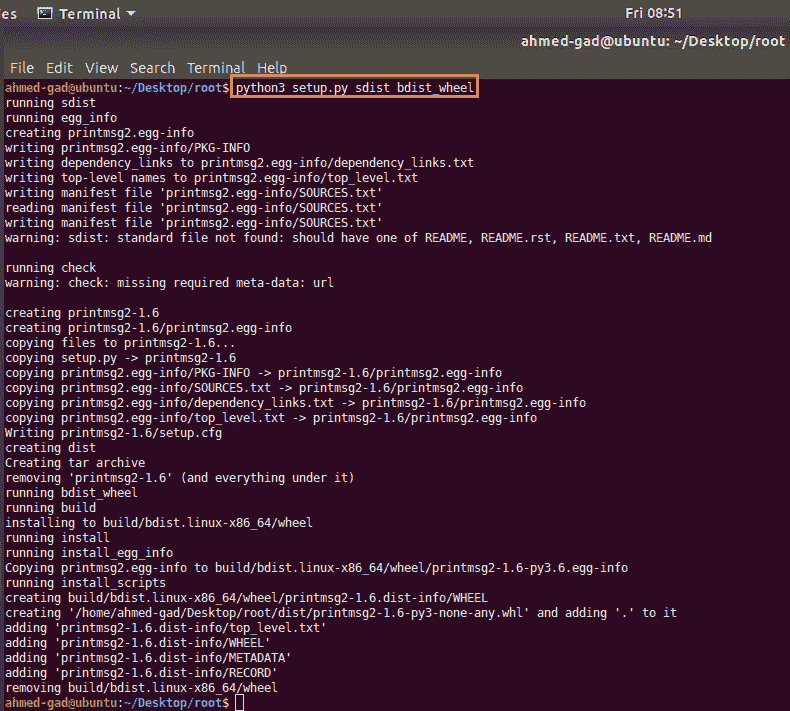 es Terminal Fri 08:51
ahmed-gad@ubuntu: ~/Desktop/root
File Edit View Search Terminal Help
ahmed-gad@ubuntu:~/Desktop/root$ python3 setup.py sdist bdist_wheel
running sdist
running egg_info
creating printmsg2.egg-info
writing printmsg2.egg-info/PKG-INFO
writing dependency_links to printmsg2.egg-info/dependency_links.txt
writing top-level names to printmsg2.egg-info/top_level.txt
writing manifest file 'printmsg2.egg-info/SOURCES.txt'
reading manifest file 'printmsg2.egg-info/SOURCES.txt'
writing manifest file 'printmsg2.egg-info/SOURCES.txt'
warning: sdist: standard file not found: should have one of README, README.rst, README.txt, README.md
running check
warning: check: missing required meta-data: url
creating printmsg2-1.6
creating printmsg2-1.6/printmsg2.egg-info
copying files to printmsg2-1.6...
copying setup.py -> printmsg2-1.6
copying printmsg2.egg-info/PKG-INFO -> printmsg2-1.6/printmsg2.egg-info
copying printmsg2.egg-info/SOURCES.txt -> printmsg2-1.6/printmsg2.egg-info
copying printmsg2.egg-info/dependency_links.txt -> printmsg2-1.6/printmsg2.egg-info
copying printmsg2.egg-info/top_level.txt -> printmsg2-1.6/printmsg2.egg-info
Writing printmsg2-1.6/setup.cfg
creating dist
Creating tar archive
removing 'printmsg2-1.6' (and everything under it)
running bdist_wheel
running build
installing to build/bdist.linux-x86_64/wheel
running install
running install_egg_info
Copying printmsg2.egg-info to build/bdist.linux-x86_64/wheel/printmsg2-1.6-py3.6.egg-info
running install_scripts
creating build/bdist.linux-x86_64/wheel/printmsg2-1.6.dist-info/WHEEL
creating '/home/ahmed-gad/Desktop/root/dist/printmsg2-1.6-py3-none-any.whl' and adding '.' to it
adding 'printmsg2-1.6.dist-info/top_level.txt'
adding 'printmsg2-1.6.dist-info/WHEEL'
adding 'printmsg2-1.6.dist-info/METADATA'
adding 'printmsg2-1.6.dist-info/RECORD'
removing build/bdist.linux-x86_64/wheel
ahmed-gad@ubuntu:~/Desktop/root$